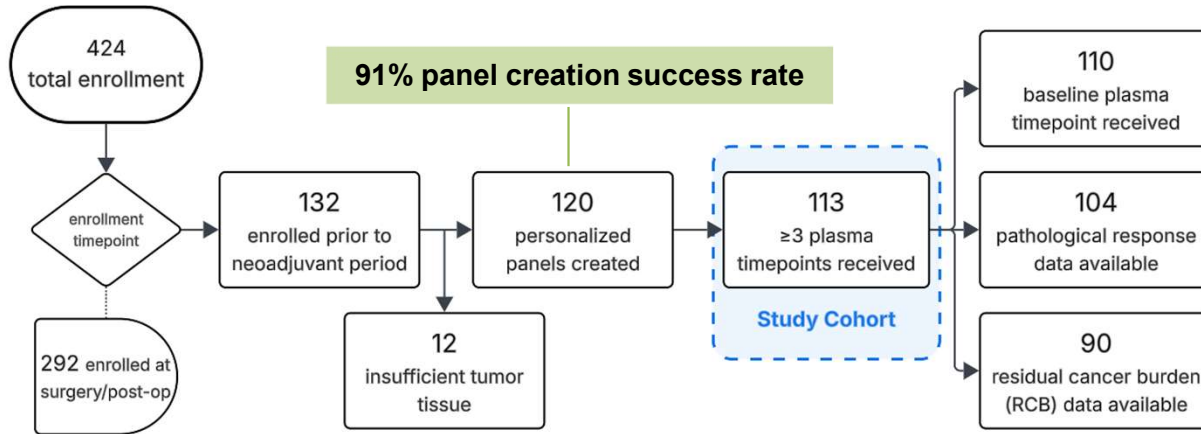 424
total enrollment
91% panel creation success rate
110
baseline plasma
timepoint received
enrollment
timepoint
132
enrolled prior to
neoadjuvant period
120
personalized
panels created
113
≥3 plasma
timepoints received
Study Cohort
104
pathological response
data available
292 enrolled at
surgery/post-op
12
insufficient tumor
tissue
90
residual cancer burden
(RCB) data available